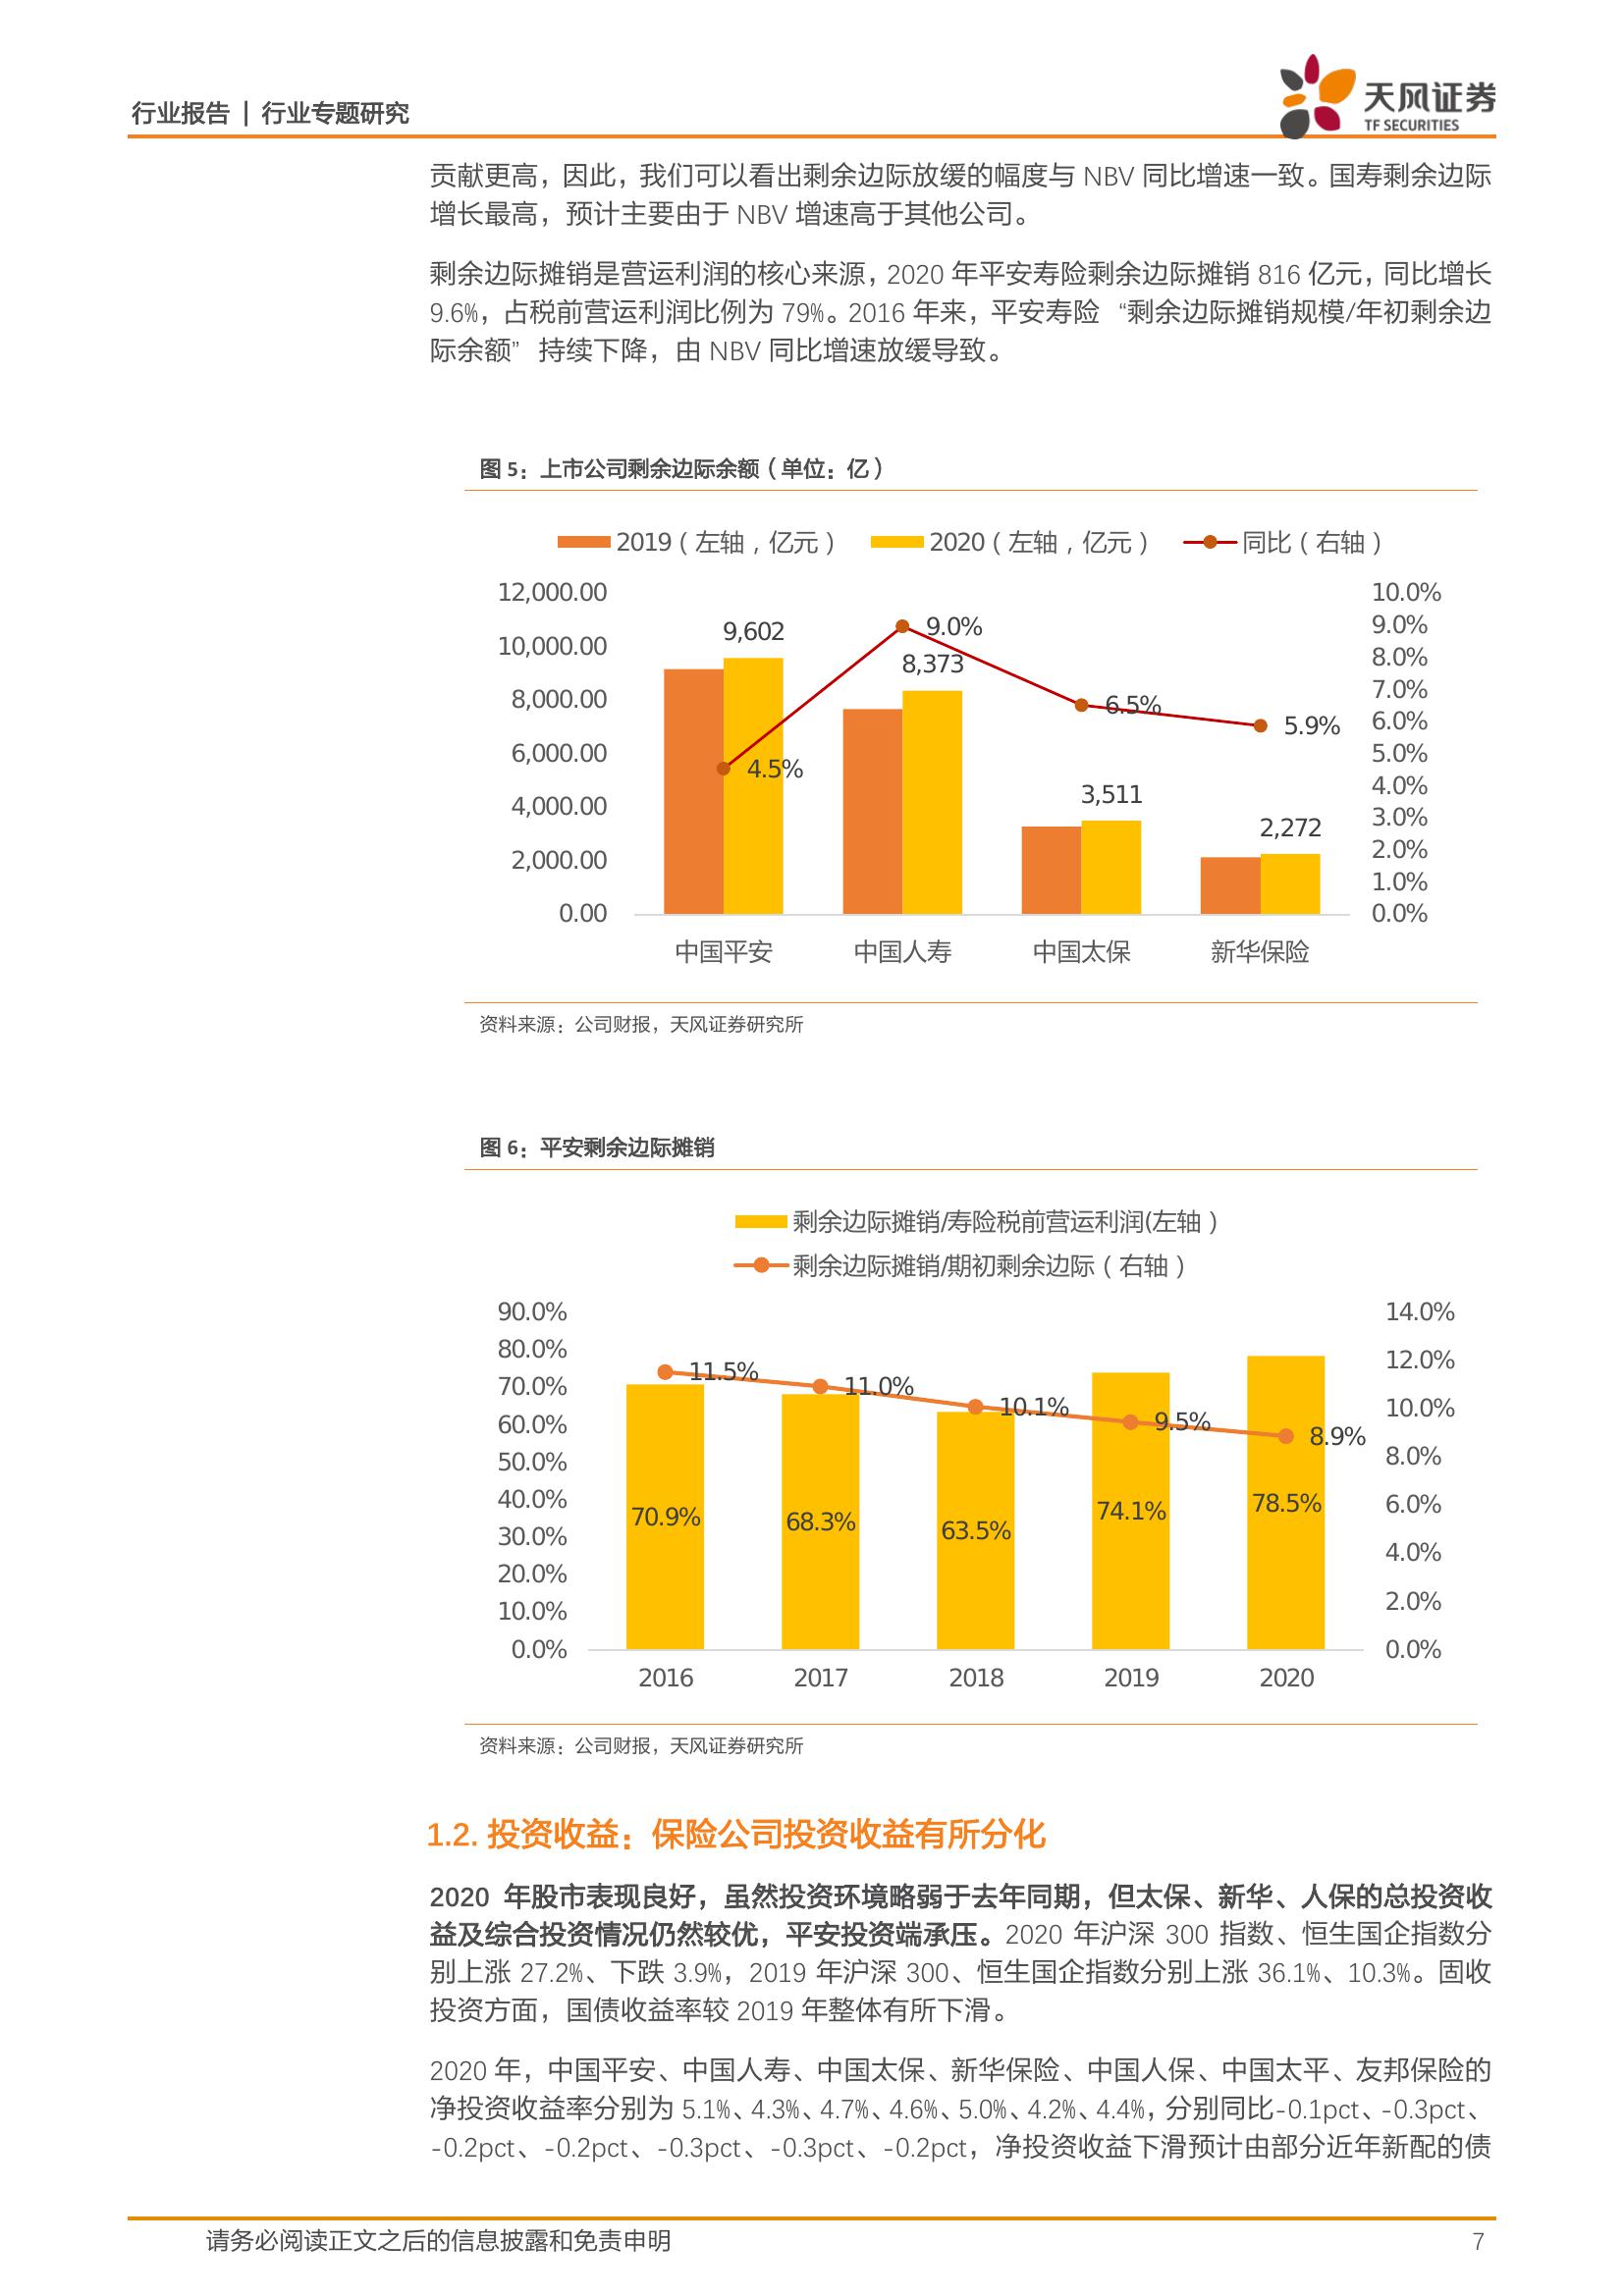 行业报告 | 行业专题研究
天风证券
TF SECURITIES
贡献更高，因此，我们可以看出剩余边际放缓的幅度与 NBV 同比增速一致。国寿剩余边际
增长最高，预计主要由于 NBV 增速高于其他公司。
剩余边际摊销是营运利润的核心来源，2020 年平安寿险剩余边际摊销 816 亿元，同比增长
9.6%，占税前营运利润比例为 79%。2016 年来，平安寿险 “剩余边际摊销规模/年初剩余边
际余额” 持续下降，由 NBV 同比增速放缓导致。
图 5：上市公司剩余边际余额（单位：亿）
2019（左轴，亿元） 2020（左轴，亿元） 同比（右轴）
12,000.00
10,000.00
8,000.00
6,000.00
4,000.00
2,000.00
0.00
9,602
8,373
3,511
2,272
4.5%
9.0%
6.5%
5.9%
10.0%
9.0%
8.0%
7.0%
6.0%
5.0%
4.0%
3.0%
2.0%
1.0%
0.0%
中国平安 中国人寿 中国太保 新华保险
资料来源：公司财报，天风证券研究所
图 6：平安剩余边际摊销
剩余边际摊销/寿险税前营运利润(左轴）
剩余边际摊销/期初剩余边际（右轴）
90.0%
80.0%
70.0%
60.0%
50.0%
40.0%
30.0%
20.0%
10.0%
0.0%
11.5%
11.0%
10.1%
9.5%
8.9%
70.9%
68.3%
63.5%
74.1%
78.5%
14.0%
12.0%
10.0%
8.0%
6.0%
4.0%
2.0%
0.0%
2016 2017 2018 2019 2020
资料来源：公司财报，天风证券研究所
1.2. 投资收益：保险公司投资收益有所分化
2020 年股市表现良好，虽然投资环境略弱于去年同期，但太保、新华、人保的总投资收
益及综合投资情况仍然较优，平安投资端承压。2020 年沪深 300 指数、恒生国企指数分
别上涨 27.2%、下跌 3.9%，2019 年沪深 300、恒生国企指数分别上涨 36.1%、10.3%。固收
投资方面，国债收益率较 2019 年整体有所下滑。
2020 年，中国平安、中国人寿、中国太保、新华保险、中国人保、中国太平、友邦保险的
净投资收益率分别为 5.1%、4.3%、4.7%、4.6%、5.0%、4.2%、4.4%，分别同比-0.1pct、-0.3pct、
-0.2pct、-0.2pct、-0.3pct、-0.3pct、-0.2pct，净投资收益下滑预计由部分近年新配的债
请务必阅读正文之后的信息披露和免责申明
7